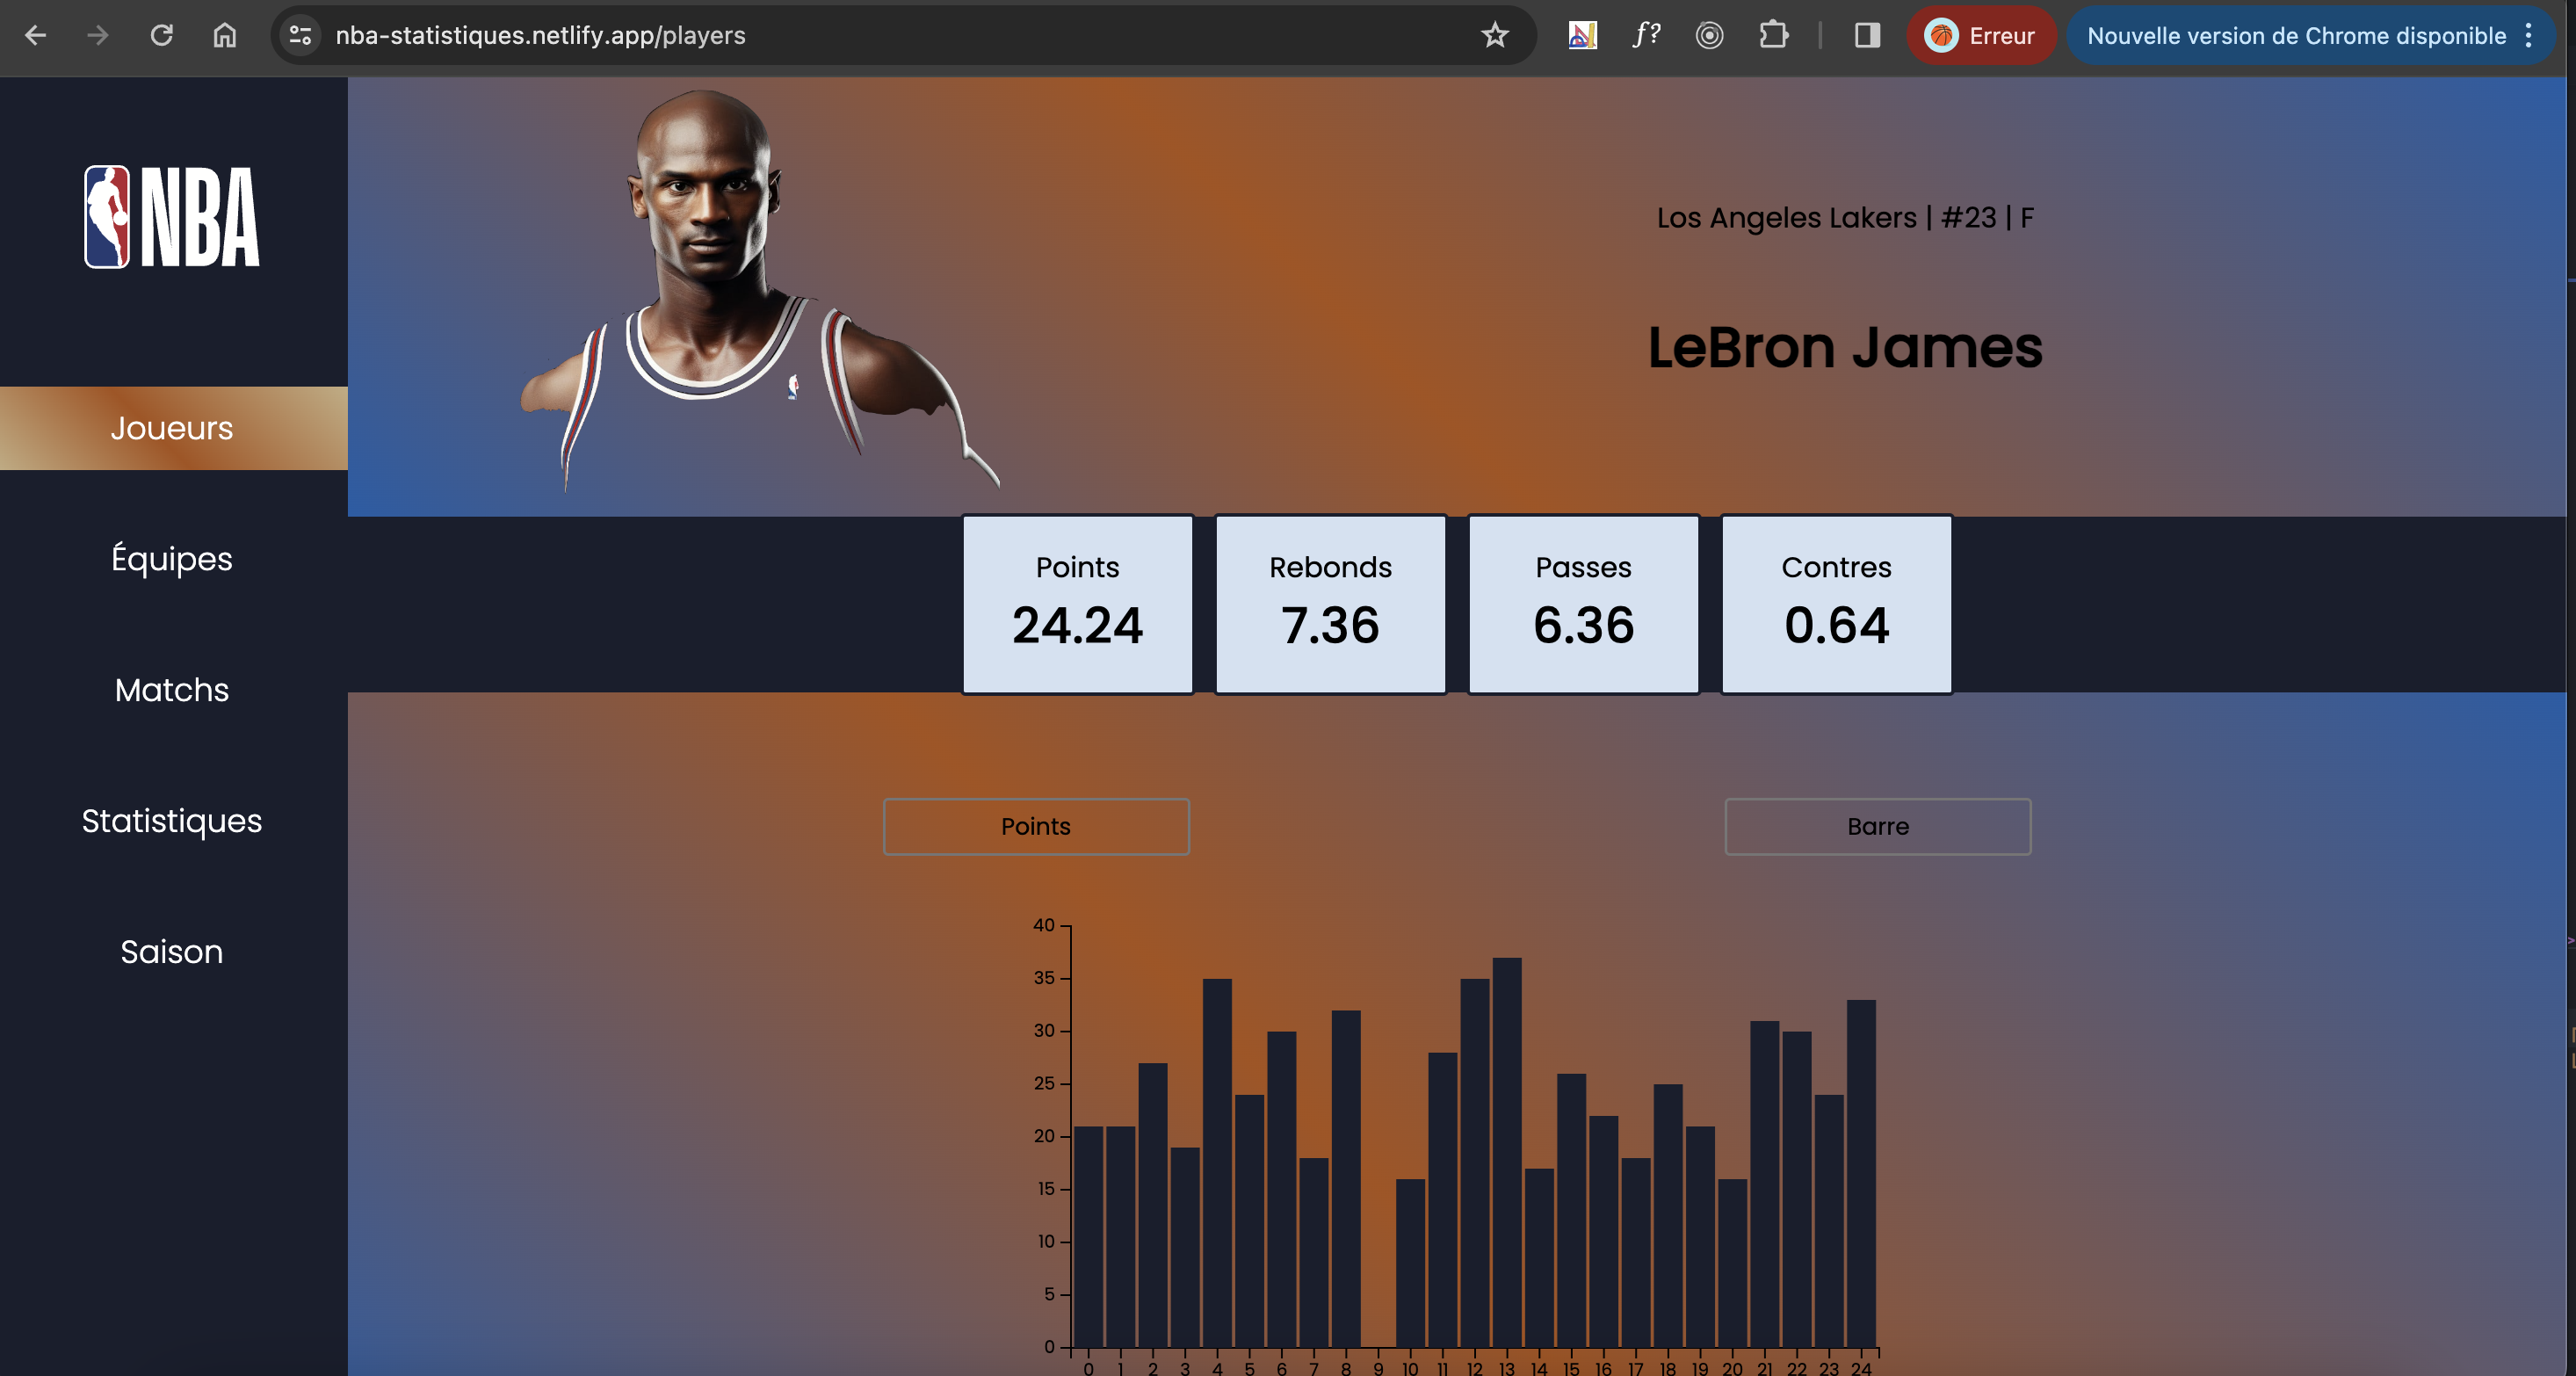 nba-statistiques.netlify.app/players
f?
Erreur
Nouvelle version de Chrome disponible
NBA
Joueurs
Équipes
Matchs
Statistiques
Saison
Los Angeles Lakers | #23 | F
LeBron James
Points
24.24
Rebonds
7.36
Passes
6.36
Contres
0.64
Points
Barre
40
35
30
25
20
15
10
5
0
0 1 2 3 4 5 6 7 8 9 10 11 12 13 14 15 16 17 18 19 20 21 22 23 24